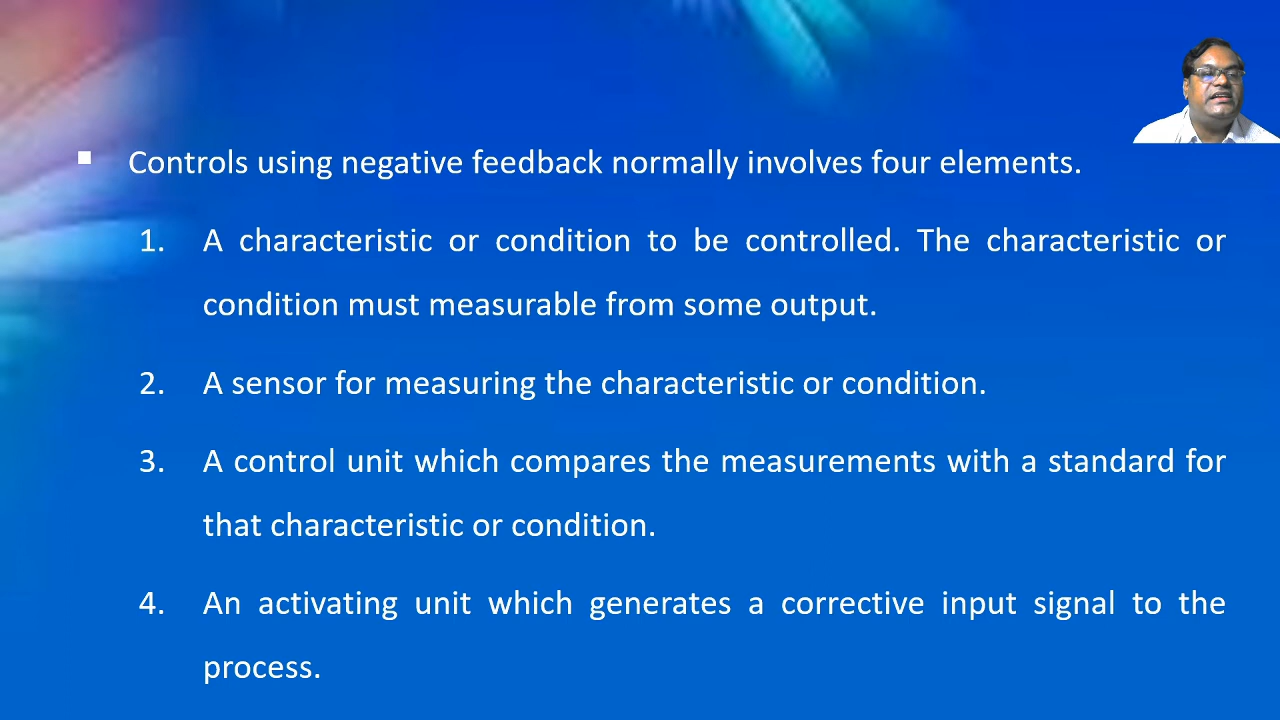 ▪ Controls using negative feedback normally involves four elements.
1. A characteristic or condition to be controlled. The characteristic or
condition must measurable from some output.
2. A sensor for measuring the characteristic or condition.
3. A control unit which compares the measurements with a standard for
that characteristic or condition.
4. An activating unit which generates a corrective input signal to the
process.